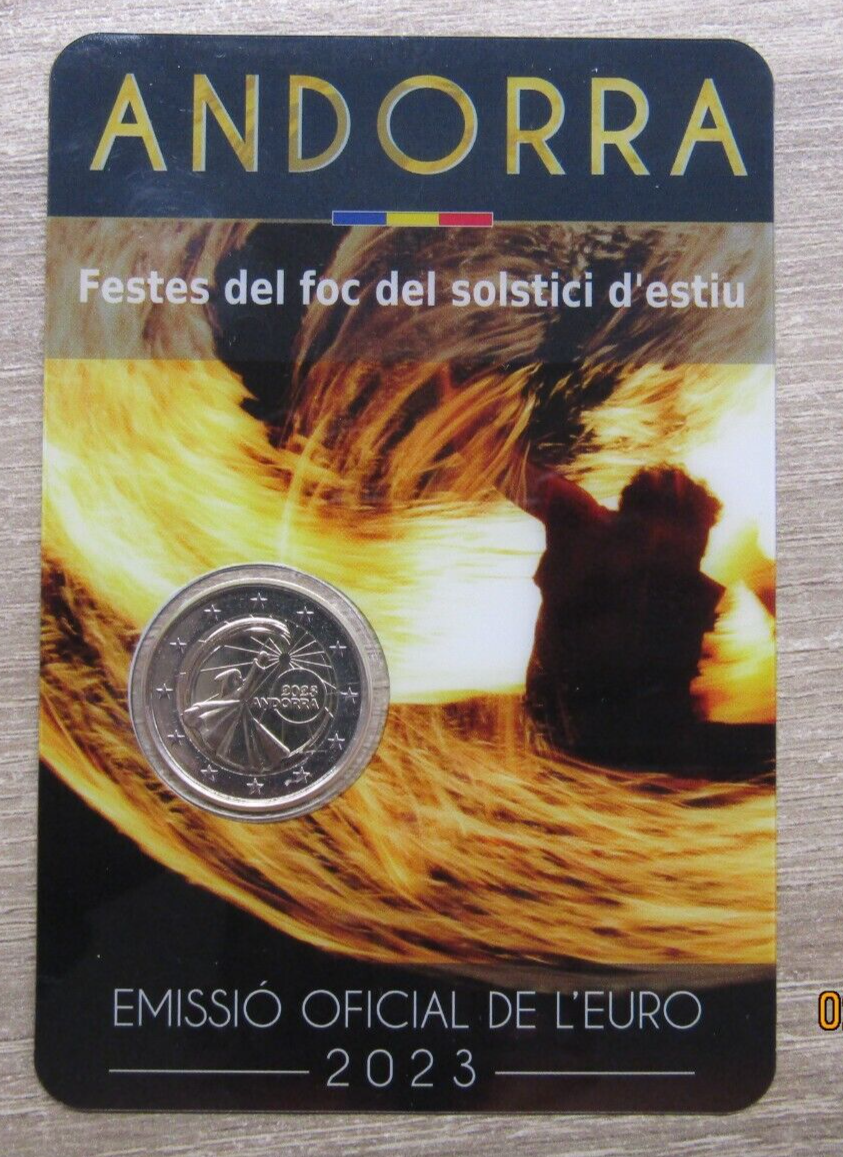 ANDORRA
Festes del foc del solstici d'estiu
2023
ANDORRA
EMISSIÓ OFICIAL DE L'EURO
2023